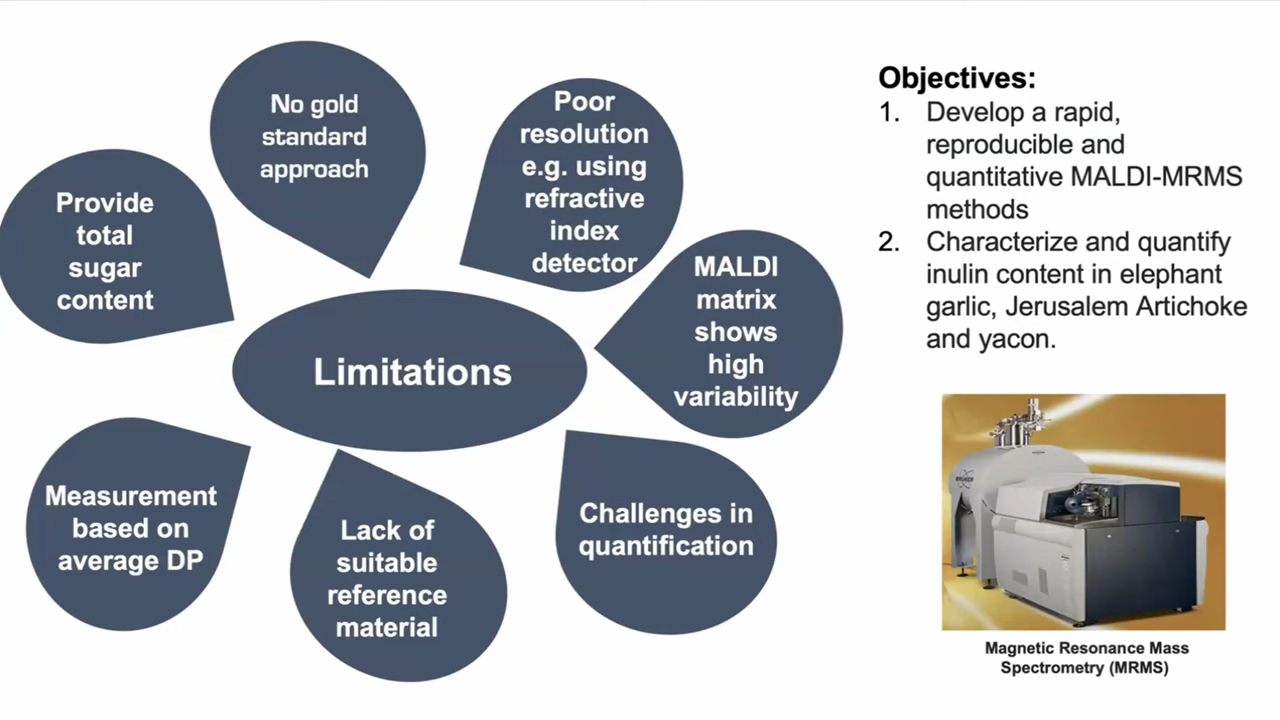 No gold
standard
approach
Poor
resolution
e.g. using
refractive
index
detector
Provide
total
sugar
content
MALDI
matrix
shows
high
variability
Limitations
Measurement
based on
average DP
Lack of
suitable
reference
material
Challenges in
quantification
Objectives:
1. Develop a rapid,
reproducible and
quantitative MALDI-MRMS
methods
2. Characterize and quantify
inulin content in elephant
garlic, Jerusalem Artichoke
and yacon.
BRUKER
Magnetic Resonance Mass
Spectrometry (MRMS)